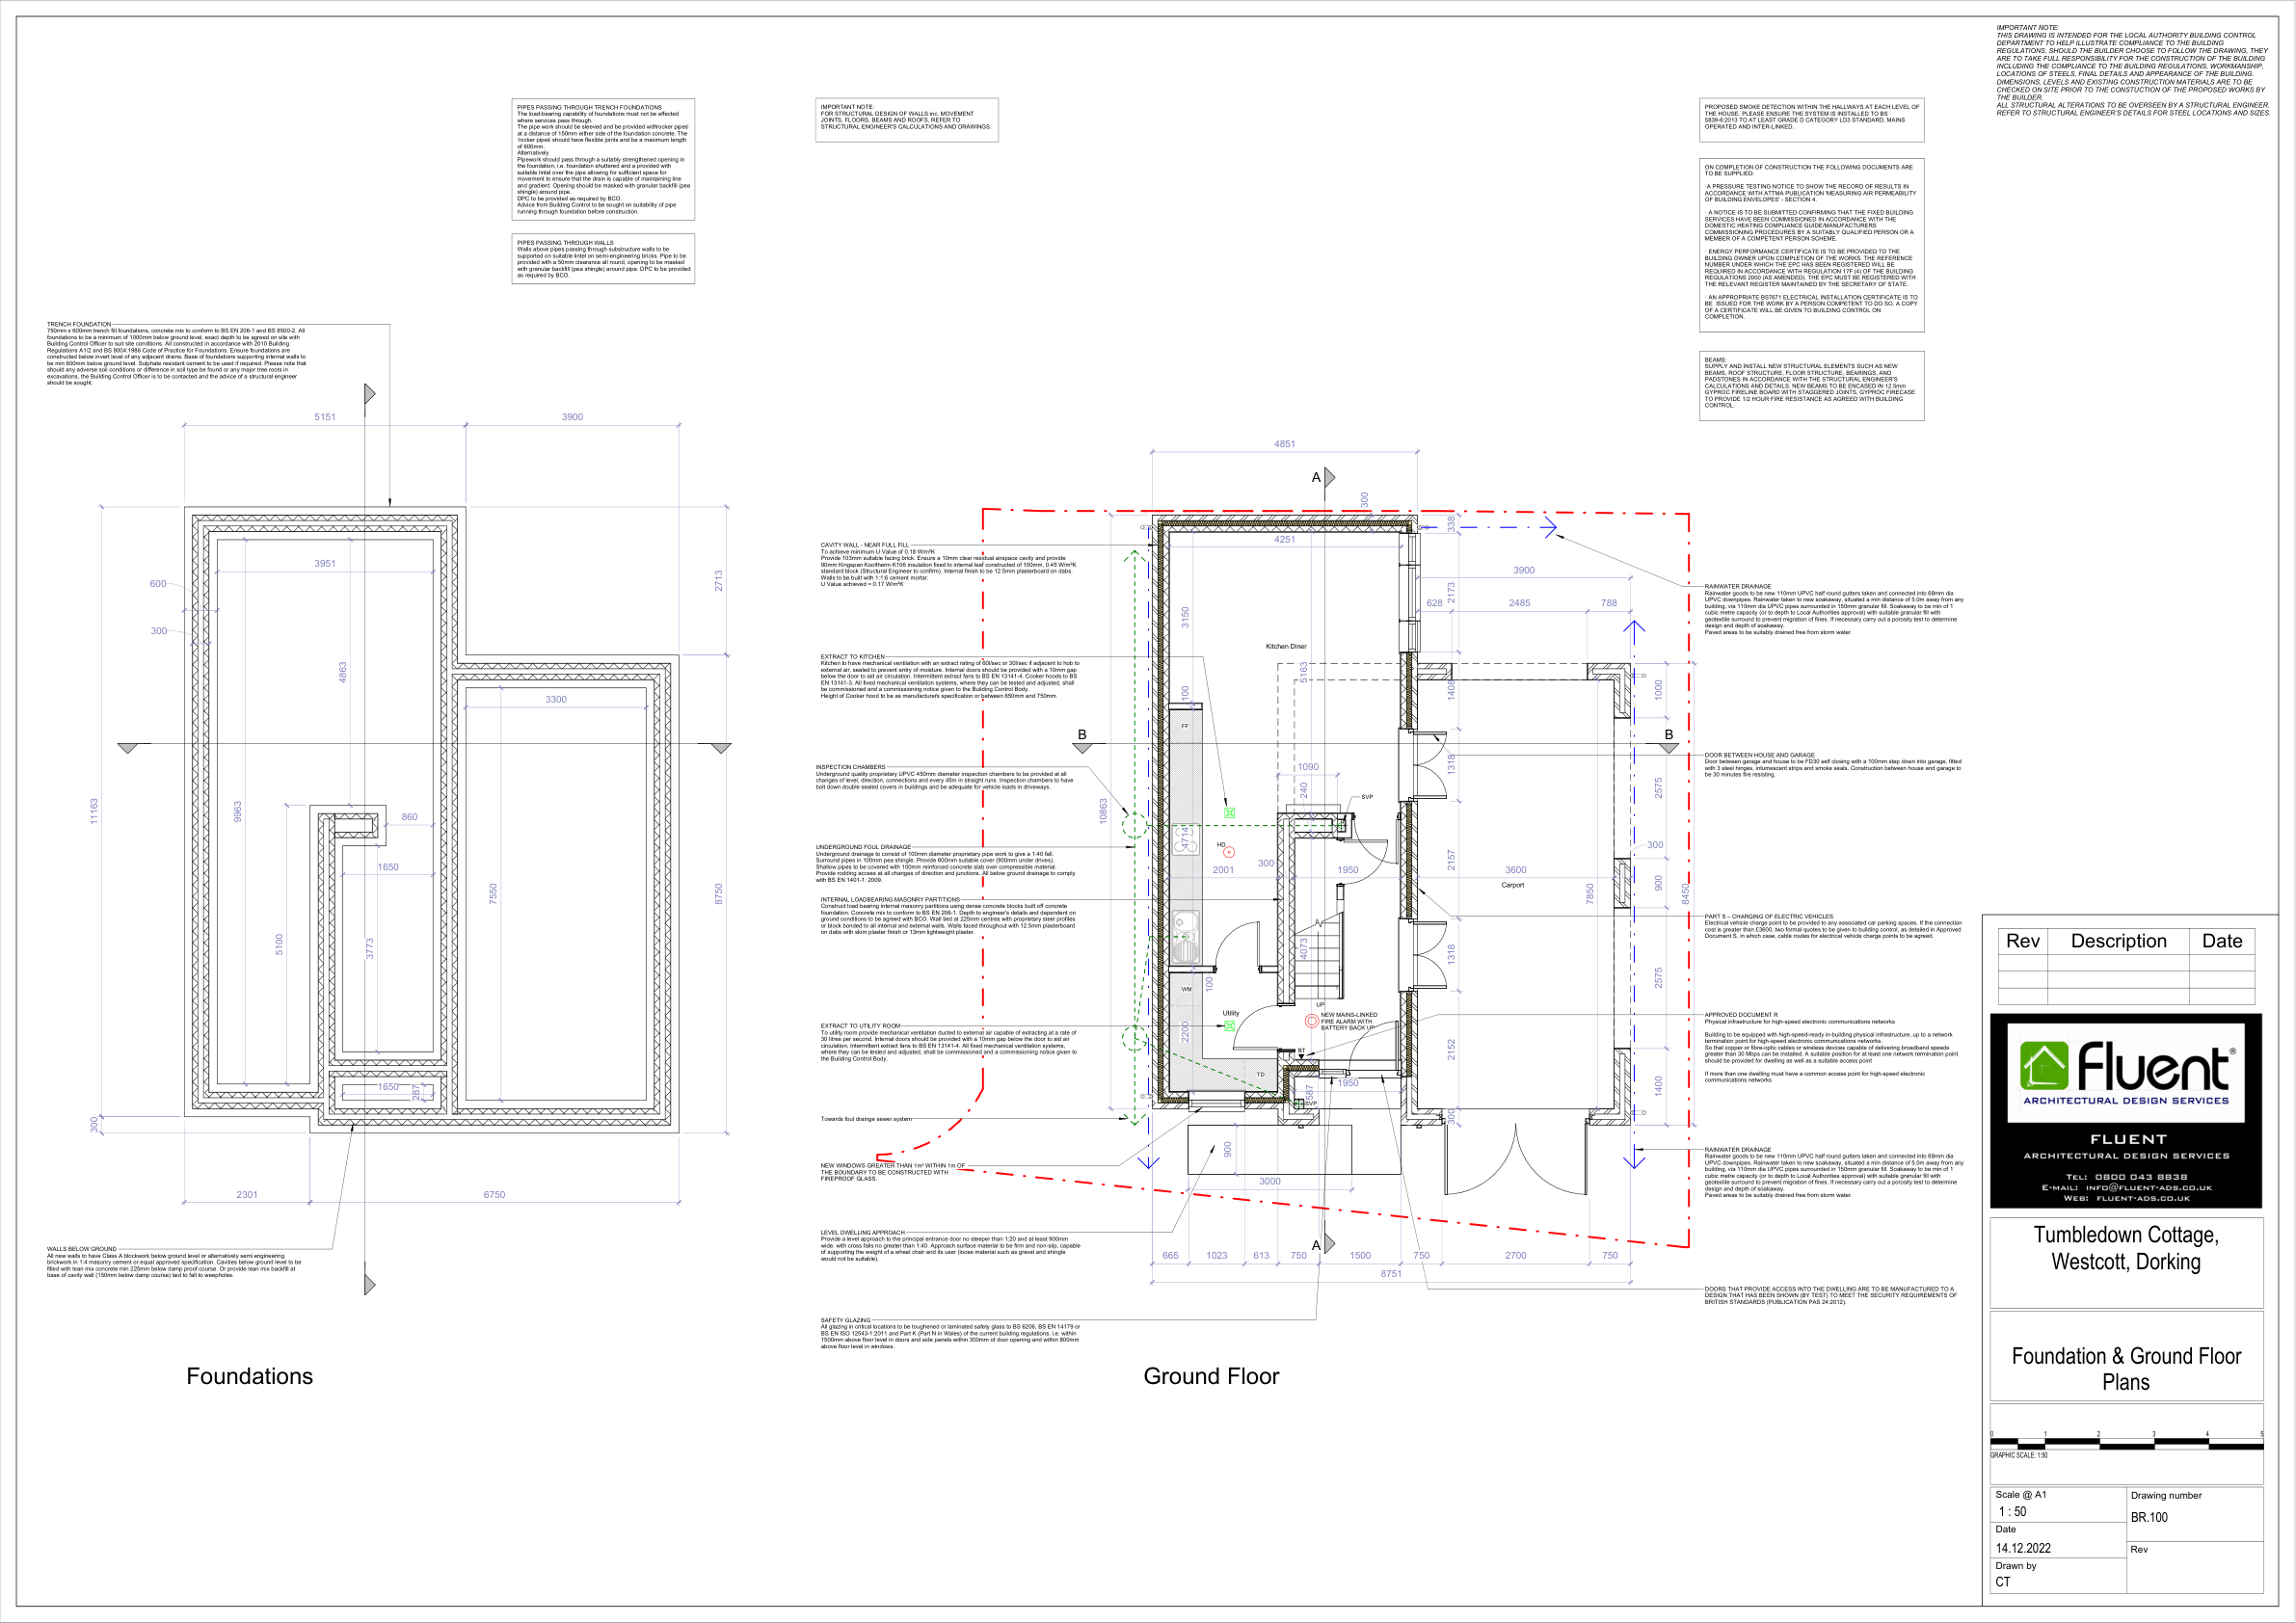 IMPORTANT NOTE:
THIS DRAWING IS INTENDED FOR THE LOCAL AUTHORITY BUILDING CONTROL
DEPARTMENT TO HELP ILLUSTRATE COMPLIANCE TO THE BUILDING
REGULATIONS. SHOULD THE BUILDER CHOOSE TO FOLLOW THE DRAWING, THEY
ARE TO TAKE FULL RESPONSIBILITY FOR THE CONSTRUCTION OF THE BUILDING
INCLUDING THE COMPLIANCE TO THE BUILDING REGULATIONS, WORKMANSHIP,
LOCATIONS OF STEELS, FINAL DETAILS AND APPEARANCE OF THE BUILDING.
DIMENSIONS, LEVELS AND EXISTING CONSTRUCTION MATERIALS ARE TO BE
CHECKED ON SITE PRIOR TO THE CONSTUCTION OF THE PROPOSED WORKS BY
THE BUILDER.
ALL STRUCTURAL ALTERATIONS TO BE OVERSEEN BY A STRUCTURAL ENGINEER,
REFER TO STRUCTURAL ENGINEER'S DETAILS FOR STEEL LOCATIONS AND SIZES.
PIPES PASSING THROUGH TRENCH FOUNDATIONS
The load-bearing capability of foundations must not be affected
where services pass through.
The pipe work should be sleeved and be provided withrocker pipes'
at a distance of 150mm either side of the foundation concrete. The
'rocker pipes' should have flexible joints and be a maximum length
of 600mm.
Alternatively
Pipework should pass through a suitably strengthened opening in
the foundation, i.e. foundation shuttered and a provided with
suitable lintel over the pipe allowing for sufficient space for
movement to ensure that the drain is capable of maintaining line
and gradient. Opening should be masked with granular backfill (pea
shingle) around pipe.
DPC to be provided as required by BCO.
Advice from Building Control to be sought on suitability of pipe
running through foundation before construction.
PIPES PASSING THROUGH WALLS
Walls above pipes passing through substructure walls to be
supported on suitable lintel on semi-engineering bricks. Pipe to be
provided with a 50mm clearance all round, opening to be masked
with granular backfill (pea shingle) around pipe. DPC to be provided
as required by BCO.
IMPORTANT NOTE:
FOR STRUCTURAL DESIGN OF WALLS inc. MOVEMENT
JOINTS, FLOORS, BEAMS AND ROOFS, REFER TO
STRUCTURAL ENGINEER'S CALCULATIONS AND DRAWINGS.
PROPOSED SMOKE DETECTION WITHIN THE HALLWAYS AT EACH LEVEL OF
THE HOUSE. PLEASE ENSURE THE SYSTEM IS INSTALLED TO BS
5839-6:2013 TO AT LEAST GRADE D CATEGORY LD3 STANDARD, MAINS
OPERATED AND INTER-LINKED.
ON COMPLETION OF CONSTRUCTION THE FOLLOWING DOCUMENTS ARE
TO BE SUPPLIED:
· A PRESSURE TESTING NOTICE TO SHOW THE RECORD OF RESULTS IN
ACCORDANCE WITH ATTMA PUBLICATION 'MEASURING AIR PERMEABILITY
OF BUILDING ENVELOPES' - SECTION 4.
· A NOTICE IS TO BE SUBMITTED CONFIRMING THAT THE FIXED BUILDING
SERVICES HAVE BEEN COMMISSIONED IN ACCORDANCE WITH THE
DOMESTIC HEATING COMPLIANCE GUIDE/MANUFACTURERS
COMMISSIONING PROCEDURES BY A SUITABLY QUALIFIED PERSON OR A
MEMBER OF A COMPETENT PERSON SCHEME.
· ENERGY PERFORMANCE CERTIFICATE IS TO BE PROVIDED TO THE
BUILDING OWNER UPON COMPLETION OF THE WORKS. THE REFERENCE
NUMBER UNDER WHICH THE EPC HAS BEEN REGISTERED WILL BE
REQUIRED IN ACCORDANCE WITH REGULATION 17F (4) OF THE BUILDING
REGULATIONS 2000 (AS AMENDED). THE EPC MUST BE REGISTERED WITH
THE RELEVANT REGISTER MAINTAINED BY THE SECRETARY OF STATE.
· AN APPROPRIATE BS7671 ELECTRICAL INSTALLATION CERTIFICATE IS TO
BE ISSUED FOR THE WORK BY A PERSON COMPETENT TO DO SO. A COPY
OF A CERTIFICATE WILL BE GIVEN TO BUILDING CONTROL ON
COMPLETION.
BEAMS:
SUPPLY AND INSTALL NEW STRUCTURAL ELEMENTS SUCH AS NEW
BEAMS, ROOF STRUCTURE, FLOOR STRUCTURE, BEARINGS, AND
PADSTONES IN ACCORDANCE WITH THE STRUCTURAL ENGINEER'S
CALCULATIONS AND DETAILS. NEW BEAMS TO BE ENCASED IN 12.5mm
GYPROC FIRELINE BOARD WITH STAGGERED JOINTS, GYPROC FIRECASE
TO PROVIDE 1/2 HOUR FIRE RESISTANCE AS AGREED WITH BUILDING
CONTROL.
TRENCH FOUNDATION
750mm x 600mm trench fill foundations, concrete mix to conform to BS EN 206-1 and BS 8500-2. All
foundations to be a minimum of 1000mm below ground level, exact depth to be agreed on site with
Building Control Officer to suit site conditions. All constructed in accordance with 2010 Building
Regulations A1/2 and BS 8004:1986 Code of Practice for Foundations. Ensure foundations are
constructed below invert level of any adjacent drains. Base of foundations supporting internal walls to
be min 600mm below ground level. Sulphate resistant cement to be used if required. Please note that
should any adverse soil conditions or difference in soil type be found or any major tree roots in
excavations, the Building Control Officer is to be contacted and the advice of a structural engineer
should be sought.
5151
3900
3951
600
300
4863
2713
3300
11163
9963
860
1650
7550
8750
5100
3773
1650
287
300
2301
6750
WALLS BELOW GROUND
All new walls to have Class A blockwork below ground level or alternatively semi engineering
brickwork in 1:4 masonry cement or equal approved specification. Cavities below ground level to be
filled with lean mix concrete min 225mm below damp proof course. Or provide lean mix backfill at
base of cavity wall (150mm below damp course) laid to fall to weepholes.
Foundations
CAVITY WALL - NEAR FULL FILL
To achieve minimum U Value of 0.18 W/m²K
Provide 103mm suitable facing brick. Ensure a 10mm clear residual airspace cavity and provide
90mm Kingspan Kooltherm K106 insulation fixed to internal leaf constructed of 100mm, 0.45 W/m²K
standard block (Structural Engineer to confirm). Internal finish to be 12.5mm plasterboard on dabs.
Walls to be built with 1:1:6 cement mortar.
U Value achieved = 0.17 W/m²K
EXTRACT TO KITCHEN
Kitchen to have mechanical ventilation with an extract rating of 60l/sec or 30l/sec if adjacent to hob to
external air, sealed to prevent entry of moisture. Internal doors should be provided with a 10mm gap
below the door to aid air circulation. Intermittent extract fans to BS EN 13141-4. Cooker hoods to BS
EN 13141-3. All fixed mechanical ventilation systems, where they can be tested and adjusted, shall
be commissioned and a commissioning notice given to the Building Control Body.
Height of Cooker hood to be as manufacturers specification or between 650mm and 750mm
INSPECTION CHAMBERS
Underground quality proprietary UPVC 450mm diameter inspection chambers to be provided at all
changes of level, direction, connections and every 45m in straight runs. Inspection chambers to have
bolt down double sealed covers in buildings and be adequate for vehicle loads in driveways.
UNDERGROUND FOUL DRAINAGE
Underground drainage to consist of 100mm diameter proprietary pipe work to give a 1:40 fall.
Surround pipes in 100mm pea shingle. Provide 600mm suitable cover (900mm under drives).
Shallow pipes to be covered with 100mm reinforced concrete slab over compressible material.
Provide rodding access at all changes of direction and junctions. All below ground drainage to comply
with BS EN 1401-1: 2009.
INTERNAL LOADBEARING MASONRY PARTITIONS
Construct load bearing internal masonry partitions using dense concrete blocks built off concrete
foundation. Concrete mix to conform to BS EN 206-1. Depth to engineer's details and dependent on
ground conditions to be agreed with BCO. Wall tied at 225mm centres with proprietary steel profiles
or block bonded to all internal and external walls. Walls faced throughout with 12.5mm plasterboard
on dabs with skim plaster finish or 13mm lightweight plaster.
EXTRACT TO UTILITY ROOM
To utility room provide mechanical ventilation ducted to external air capable of extracting at a rate of
30 litres per second. Internal doors should be provided with a 10mm gap below the door to aid air
circulation. Intermittent extract fans to BS EN 13141-4. All fixed mechanical ventilation systems,
where they can be tested and adjusted, shall be commissioned and a commissioning notice given to
the Building Control Body.
Towards foul drainge sewer system
NEW WINDOWS GREATER THAN 1m² WITHIN 1m OF
THE BOUNDARY TO BE CONSTRUCTED WITH
FIREPROOF GLASS.
LEVEL DWELLING APPROACH
Provide a level approach to the principal entrance door no steeper than 1:20 and at least 900mm
wide, with cross falls no greater than 1:40. Approach surface material to be firm and non-slip, capable
of supporting the weight of a wheel chair and its user (loose material such as gravel and shingle
would not be suitable).
SAFETY GLAZING
All glazing in critical locations to be toughened or laminated safety glass to BS 6206, BS EN 14179 or
BS EN ISO 12543-1:2011 and Part K (Part N in Wales) of the current building regulations. i.e. within
1500mm above floor level in doors and side panels within 300mm of door opening and within 800mm
above floor level in windows.
4851
A
300
338
4251
3900
2173
628
2485
788
3150
Kitchen Diner
5163
1408
1000
100
FF
B
B
1318
1090
240
SVP
2575
10863
4714
HD
2001
300
1950
2157
3600
Carport
300
900
7850
8450
4073
1318
2575
WM
100
Utility
UP
NEW MAINS-LINKED
FIRE ALARM WITH
BATTERY BACK UP
2200
BT
2152
TD
1950
587
SVP
300
1400
900
3000
A
665
1023
613
750
1500
750
2700
750
8751
Ground Floor
RAINWATER DRAINAGE
Rainwater goods to be new 110mm UPVC half round gutters taken and connected into 68mm dia
UPVC downpipes. Rainwater taken to new soakaway, situated a min distance of 5.0m away from any
building, via 110mm dia UPVC pipes surrounded in 150mm granular fill. Soakaway to be min of 1
cubic metre capacity (or to depth to Local Authorities approval) with suitable granular fill with
geotextile surround to prevent migration of fines. If necessary carry out a porosity test to determine
design and depth of soakaway.
Paved areas to be suitably drained free from storm water.
DOOR BETWEEN HOUSE AND GARAGE
Door between garage and house to be FD30 self closing with a 100mm step down into garage, fitted
with 3 steel hinges, intumescent strips and smoke seals. Construction between house and garage to
be 30 minutes fire resisting.
PART S – CHARGING OF ELECTRIC VEHICLES
Electrical vehicle charge point to be provided to any associated car parking spaces. If the connection
cost is greater than £3600, two formal quotes to be given to building control, as detailed in Approved
Document S, in which case, cable routes for electrical vehicle charge points to be agreed.
APPROVED DOCUMENT R
Physical infrastructure for high-speed electronic communications networks
Building to be equipped with high-speed-ready in-building physical infrastructure, up to a network
termination point for high-speed electronic communications networks.
So that copper or fibre-optic cables or wireless devices capable of delivering broadband speeds
greater than 30 Mbps can be installed. A suitable position for at least one network termination point
should be provided for dwelling as well as a suitable access point
If more than one dwelling must have a common access point for high-speed electronic
communications networks
RAINWATER DRAINAGE
Rainwater goods to be new 110mm UPVC half round gutters taken and connected into 68mm dia
UPVC downpipes. Rainwater taken to new soakaway, situated a min distance of 5.0m away from any
building, via 110mm dia UPVC pipes surrounded in 150mm granular fill. Soakaway to be min of 1
cubic metre capacity (or to depth to Local Authorities approval) with suitable granular fill with
geotextile surround to prevent migration of fines. If necessary carry out a porosity test to determine
design and depth of soakaway.
Paved areas to be suitably drained free from storm water.
DOORS THAT PROVIDE ACCESS INTO THE DWELLING ARE TO BE MANUFACTURED TO A
DESIGN THAT HAS BEEN SHOWN (BY TEST) TO MEET THE SECURITY REQUIREMENTS OF
BRITISH STANDARDS (PUBLICATION PAS 24:2012).
Rev Description Date
Fluent®
ARCHITECTURAL DESIGN SERVICES
FLUENT
ARCHITECTURAL DESIGN SERVICES
TEL: 0800 043 8838
E-MAIL: INFO@FLUENT-ADS.CO.UK
WEB: FLUENT-ADS.CO.UK
Tumbledown Cottage,
Westcott, Dorking
Foundation & Ground Floor
Plans
0 1 2 3 4 5
GRAPHIC SCALE: 1:50
Scale @ A1
1 : 50
Drawing number
BR.100
Date
14.12.2022
Rev
Drawn by
CT